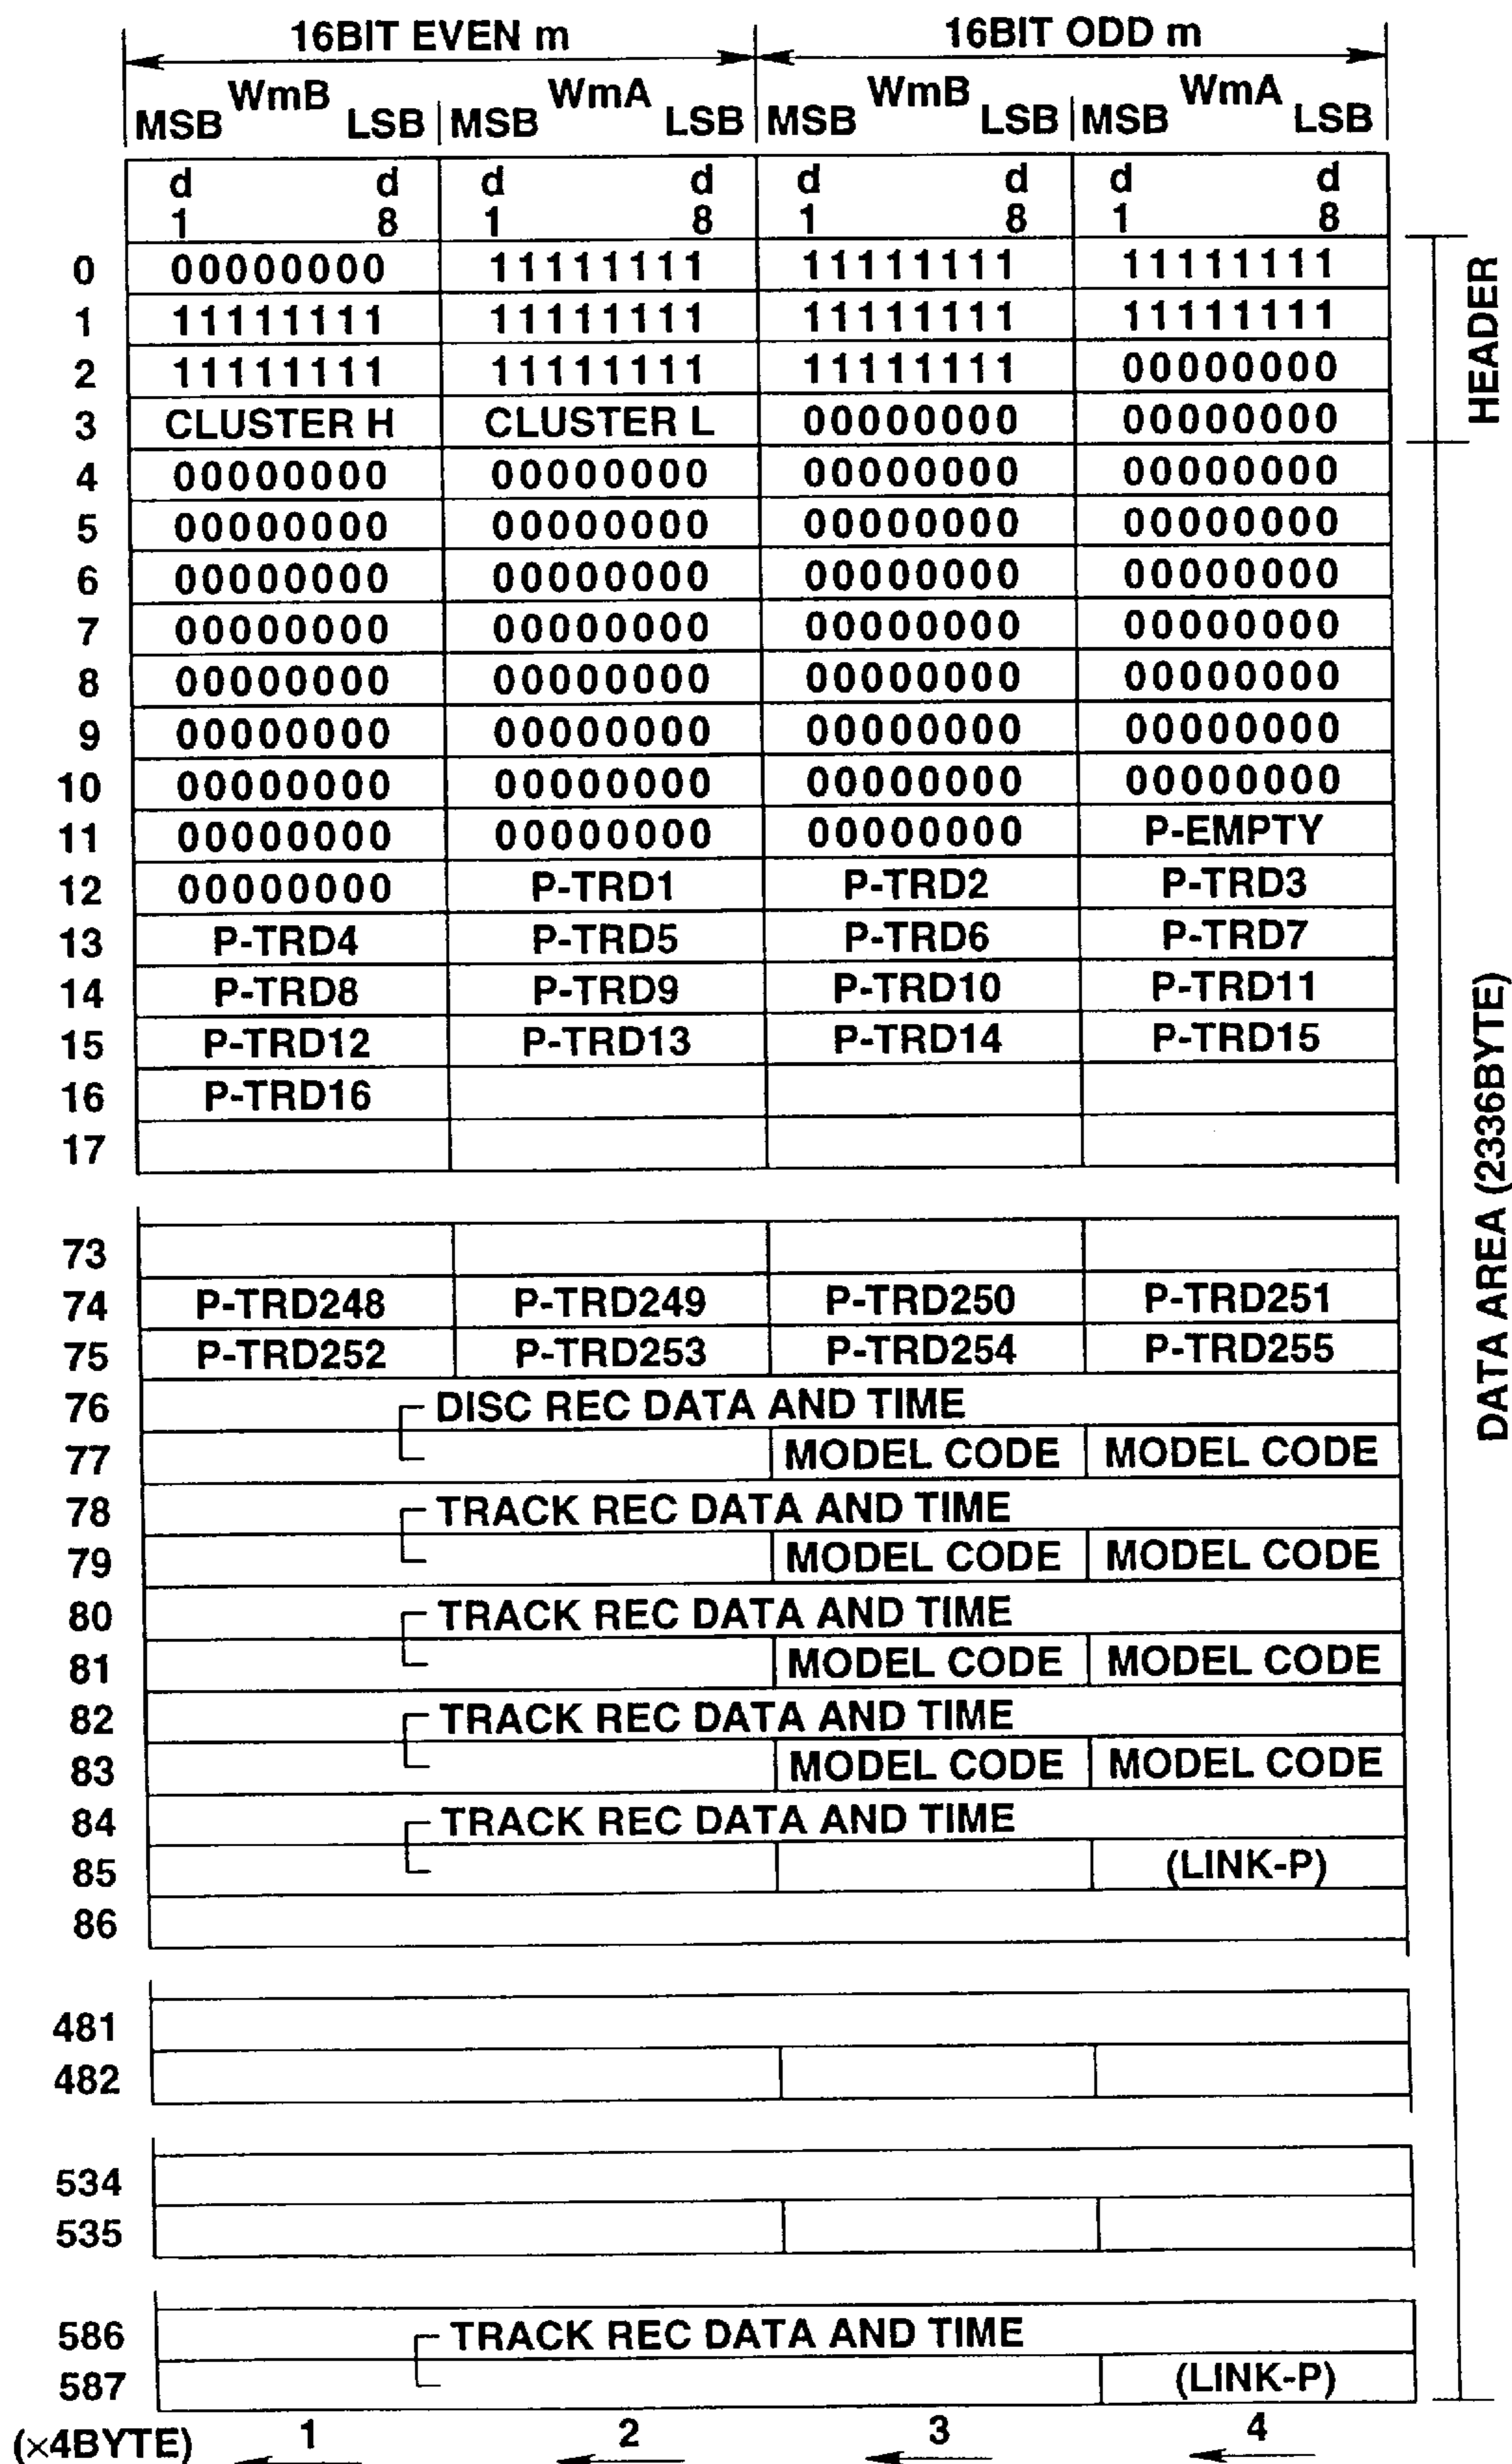 16BIT EVEN m 16BIT ODD m
WmB WmA WmB WmA
MSB LSB MSB LSB MSB LSB MSB LSB
d d d d d d d d
1 8 1 8 1 8 1 8
0 00000000 11111111 11111111 11111111
1 11111111 11111111 11111111 11111111
2 11111111 11111111 11111111 00000000
3 CLUSTER H CLUSTER L 00000000 00000000
HEADER
4 00000000 00000000 00000000 00000000
5 00000000 00000000 00000000 00000000
6 00000000 00000000 00000000 00000000
7 00000000 00000000 00000000 00000000
8 00000000 00000000 00000000 00000000
9 00000000 00000000 00000000 00000000
10 00000000 00000000 00000000 00000000
11 00000000 00000000 00000000 P-EMPTY
12 00000000 P-TRD1 P-TRD2 P-TRD3
13 P-TRD4 P-TRD5 P-TRD6 P-TRD7
14 P-TRD8 P-TRD9 P-TRD10 P-TRD11
15 P-TRD12 P-TRD13 P-TRD14 P-TRD15
16 P-TRD16
17
73
74 P-TRD248 P-TRD249 P-TRD250 P-TRD251
75 P-TRD252 P-TRD253 P-TRD254 P-TRD255
76 DISC REC DATA AND TIME
77 MODEL CODE MODEL CODE
78 TRACK REC DATA AND TIME
79 MODEL CODE MODEL CODE
80 TRACK REC DATA AND TIME
81 MODEL CODE MODEL CODE
82 TRACK REC DATA AND TIME
83 MODEL CODE MODEL CODE
84 TRACK REC DATA AND TIME
85 (LINK-P)
86
481
482
534
535
586 TRACK REC DATA AND TIME
587 (LINK-P)
DATA AREA (2336BYTE)
(×4BYTE) 1 2 3 4